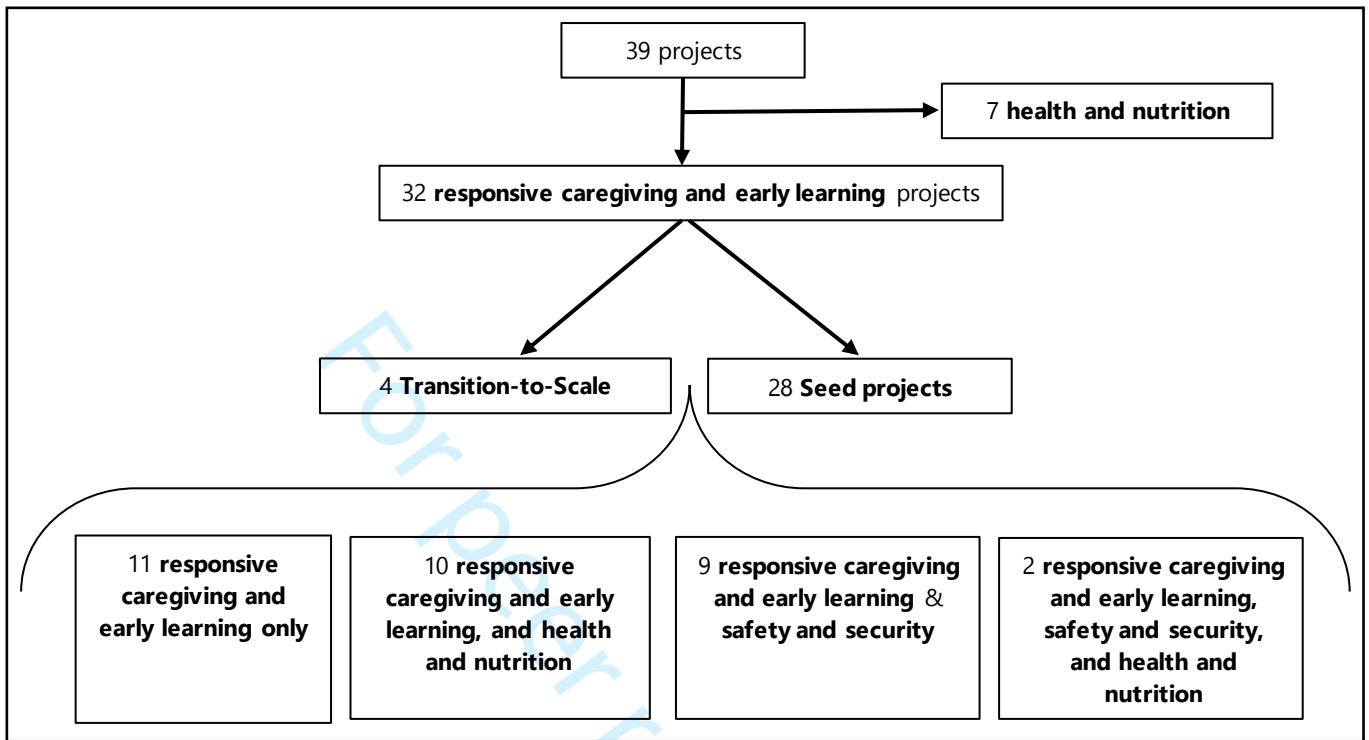 39 projects
7 health and nutrition
32 responsive caregiving and early learning projects
4 Transition-to-Scale
28 Seed projects
11 responsive
caregiving and
early learning only
10 responsive
caregiving and early
learning, and health
and nutrition
9 responsive caregiving
and early learning &
safety and security
2 responsive caregiving
and early learning,
safety and security,
and health and
nutrition
For peer r